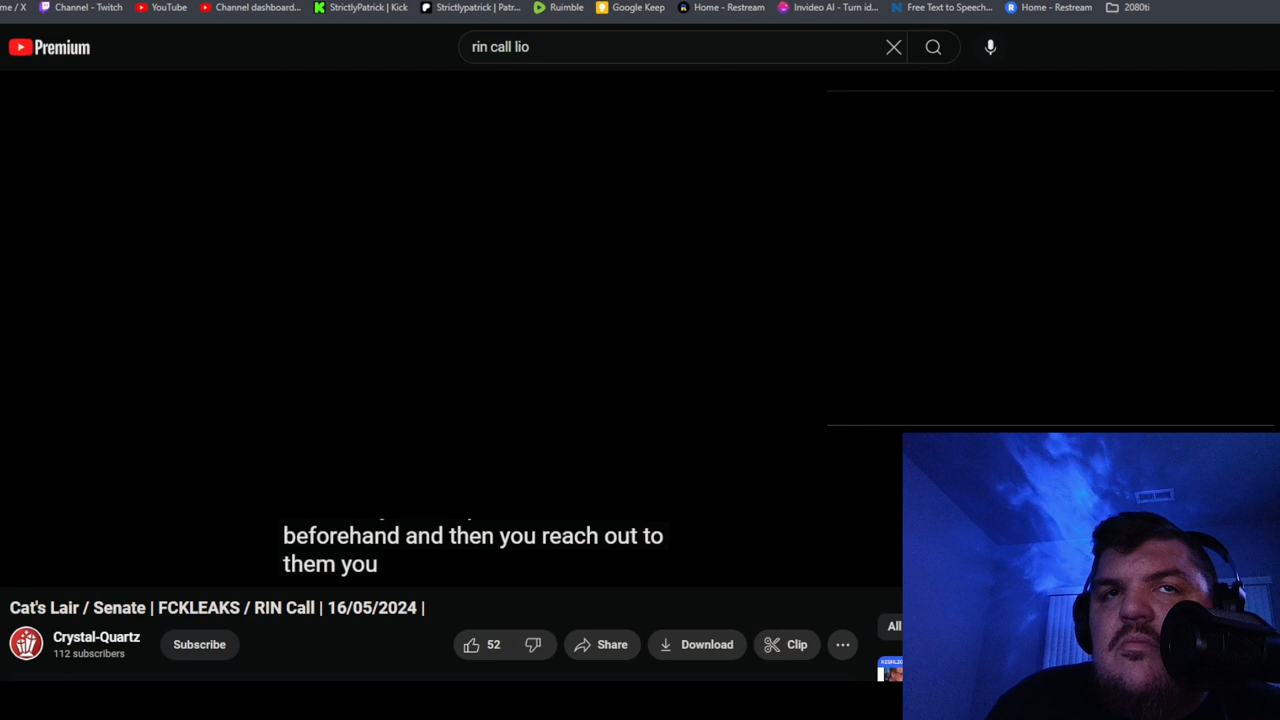 me / X Channel - Twitch YouTube Channel dashboard... StrictlyPatrick | Kick Strictlypatrick | Patr... Rumble Google Keep Home - Restream Invideo AI - Turn id... Free Text to Speech... Home - Restream 2080ti
Premium rin call lio
beforehand and then you reach out to
them you
Cat's Lair / Senate | FCKLEAKS / RIN Call | 16/05/2024 |
Crystal-Quartz
112 subscribers
Subscribe 52 Share Download Clip
All